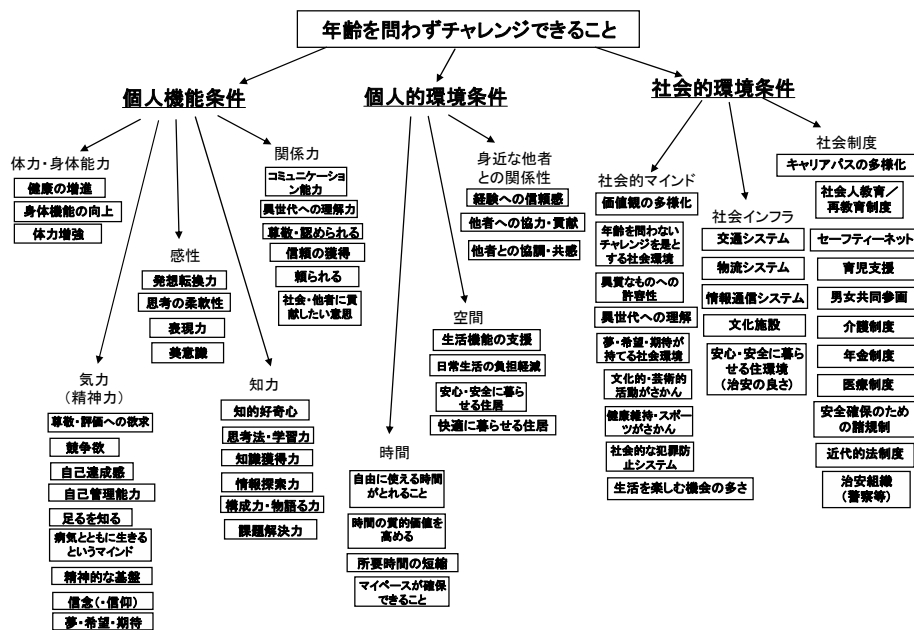 年齢を問わずチャレンジできること
個人機能条件
体力・身体能力
健康の増進
身体機能の向上
体力増強
気力
(精神力)
尊敬・評価への欲求
競争欲
自己達成感
自己管理能力
足るを知る
病気とともに生きる
というマインド
精神的な基盤
信念(・信仰)
夢・希望・期待
感性
発想転換力
思考の柔軟性
表現力
美意識
知力
知的好奇心
思考法・学習力
知識獲得力
情報探索力
構成力・物語る力
課題解決力
関係力
コミュニケーション
能力
異世代への理解力
尊敬・認められる
信頼の獲得
頼られる
社会・他者に貢
献したい意思
個人的環境条件
時間
自由に使える時間
がとれること
時間の質的価値を
高める
所要時間の短縮
マイペースが確保
できること
空間
生活機能の支援
日常生活の負担軽減
安心・安全に暮ら
せる住居
快適に暮らせる住居
身近な他者
との関係性
経験への信頼感
他者への協力・貢献
他者との協調・共感
社会的環境条件
社会的マインド
価値観の多様化
年齢を問わない
チャレンジを是と
する社会環境
異質なものへの
許容性
異世代への理解
夢・希望・期待が
持てる社会環境
文化的・芸術的
活動がさかん
健康維持・スポー
ツがさかん
社会的な犯罪防
止システム
生活を楽しむ機会の多さ
社会インフラ
交通システム
物流システム
情報通信システム
文化施設
安心・安全に暮ら
せる住環境
(治安の良さ)
社会制度
キャリアパスの多様化
社会人教育/
再教育制度
セーフティーネット
育児支援
男女共同参画
介護制度
年金制度
医療制度
安全確保のため
の諸規制
近代的法制度
治安組織
(警察等)